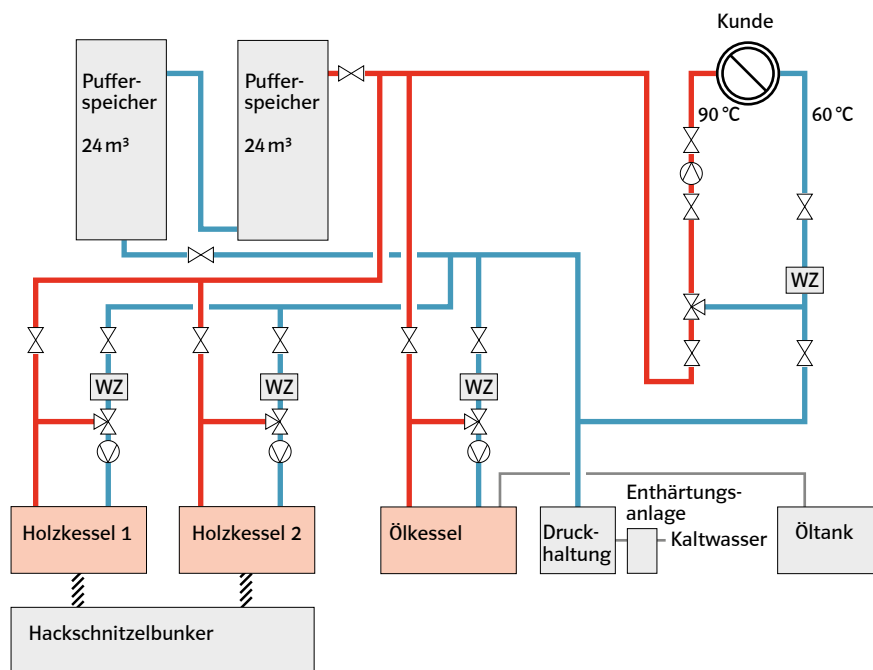 Kunde
Puffer-
speicher
24 m³
Puffer-
speicher
24 m³
90 °C
60 °C
WZ
WZ
WZ
WZ
Holzkessel 1
Holzkessel 2
Ölkessel
Druck-
haltung
Enthärtungs-
anlage
Kaltwasser
Öltank
Hackschnitzelbunker